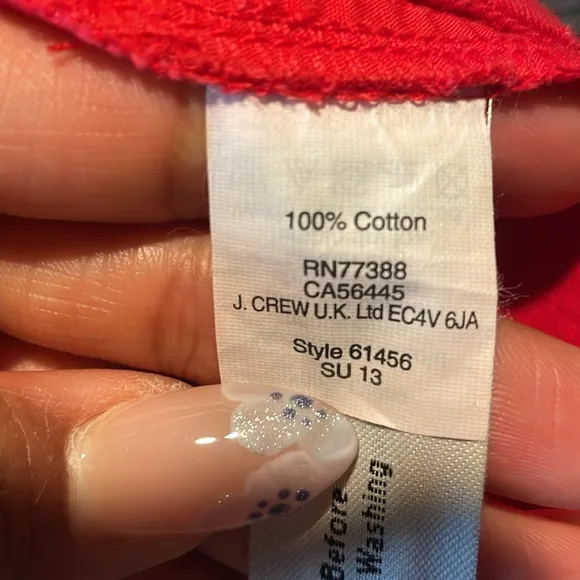 100% Cotton
RN77388
CA56445
J. CREW U.K. Ltd EC4V 6JA
Style 61456
SU 13
Before
Washing